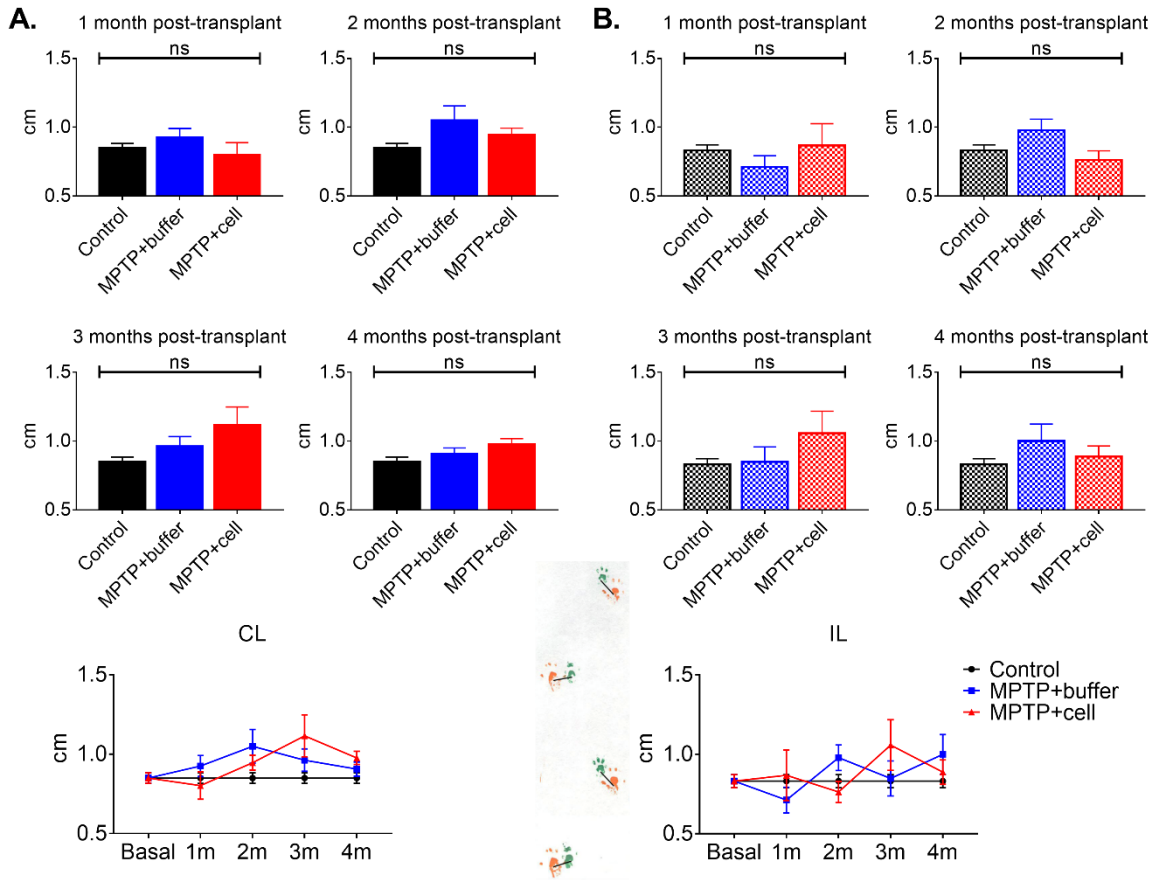 A.
1 month post-transplant
ns
1.5
1.0
0.5
cm
Control
MPTP+buffer
MPTP+cell
2 months post-transplant
ns
1.5
1.0
0.5
cm
Control
MPTP+buffer
MPTP+cell
B.
1 month post-transplant
ns
1.5
1.0
0.5
cm
Control
MPTP+buffer
MPTP+cell
2 months post-transplant
ns
1.5
1.0
0.5
cm
Control
MPTP+buffer
MPTP+cell
3 months post-transplant
ns
1.5
1.0
0.5
cm
Control
MPTP+buffer
MPTP+cell
4 months post-transplant
ns
1.5
1.0
0.5
cm
Control
MPTP+buffer
MPTP+cell
3 months post-transplant
ns
1.5
1.0
0.5
cm
Control
MPTP+buffer
MPTP+cell
4 months post-transplant
ns
1.5
1.0
0.5
cm
Control
MPTP+buffer
MPTP+cell
CL
1.5
1.0
0.5
cm
Basal 1m 2m 3m 4m
IL
1.5
1.0
0.5
cm
Basal 1m 2m 3m 4m
Control
MPTP+buffer
MPTP+cell